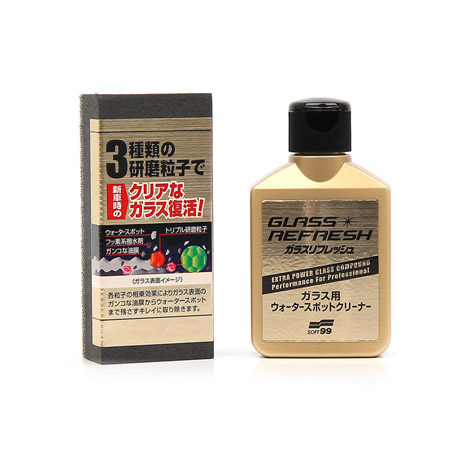 3種類の
研磨粒子で
新車時の
クリアな
ガラス復活!
ウォータースポット
フッ素系撥水剤
ガンコな油膜
トリプル研磨粒子
(ガラス表面イメージ)
各粒子の相乗効果によりガラス表面の
ガンコな油膜からウォータースポット
まで残さずキレイに取り除きます。
GLASS
REFRESH
ガラスリフレッシュ
EXTRA POWER GLASS COMPOUND
Performance For Professional
ガラス用
ウォータースポットクリーナー
SOFT99